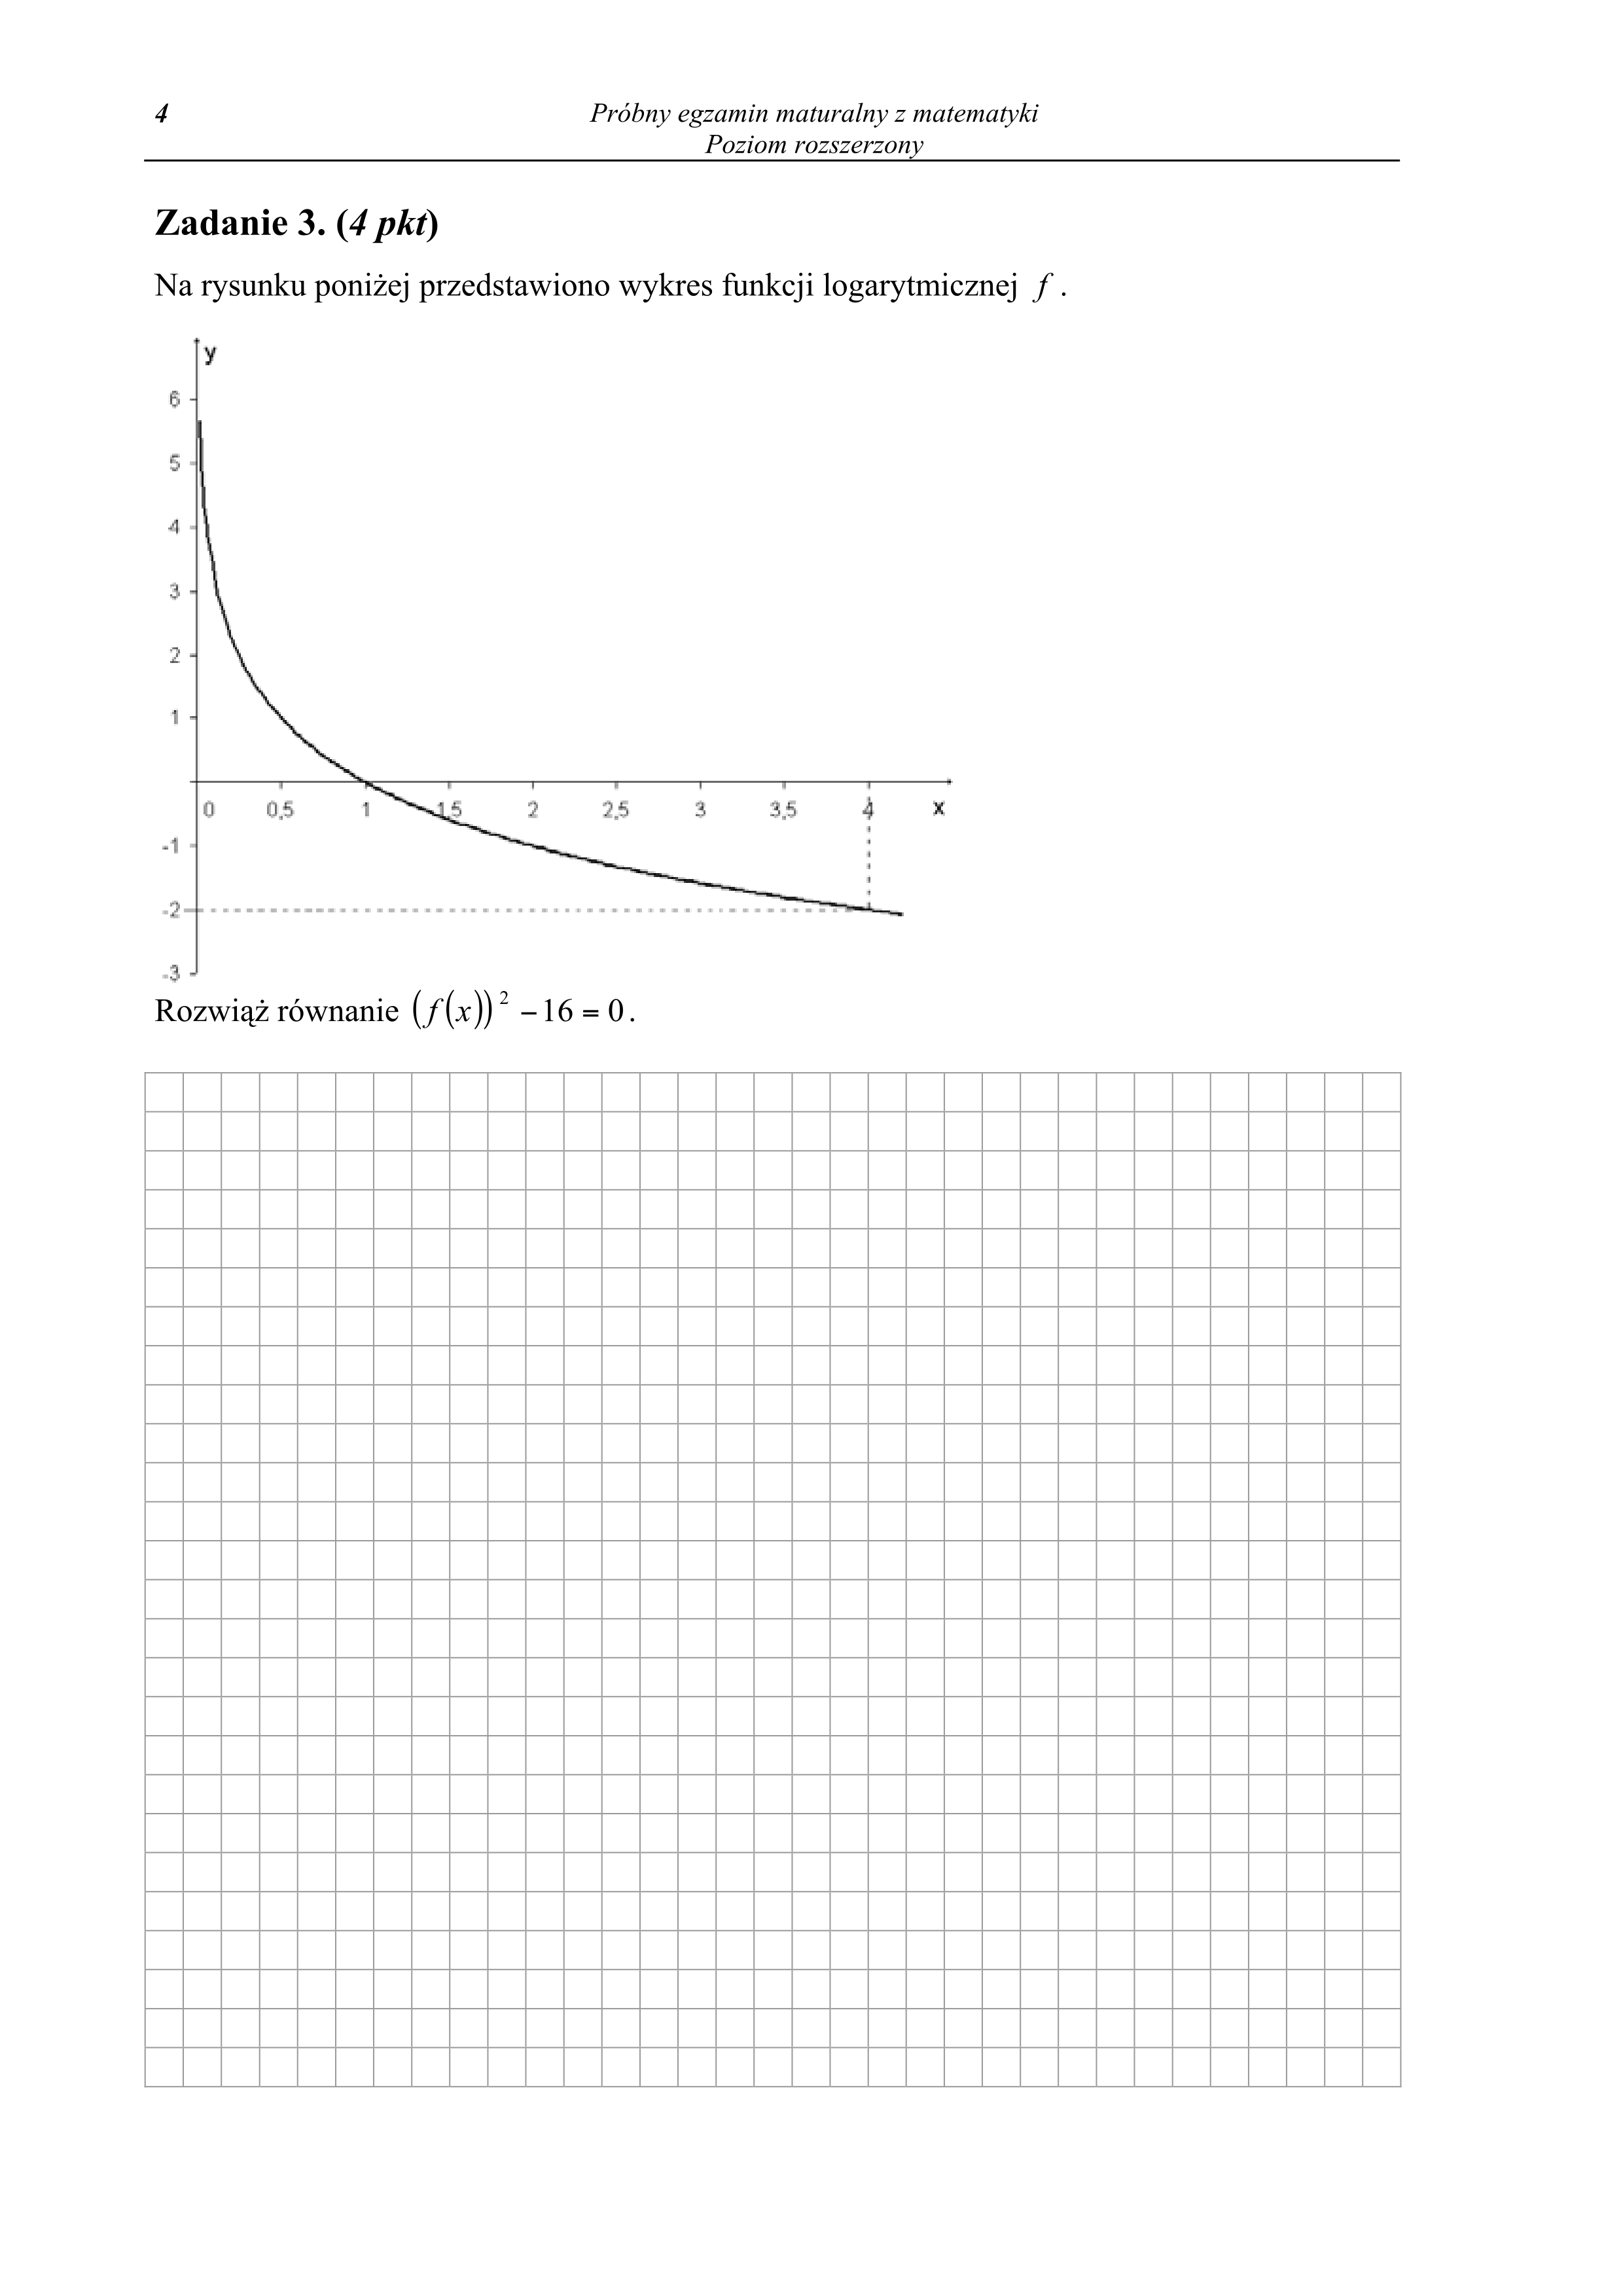 4
Próbny egzamin maturalny z matematyki
Poziom rozszerzony
Zadanie 3. (4 pkt)
Na rysunku poniżej przedstawiono wykres funkcji logarytmicznej f .
y
6
5
4
3
2
1
0 0,5 1 1,5 2 2,5 3 3,5 4 x
-1
-2
-3
Rozwiąż równanie (f(x))² − 16 = 0 .